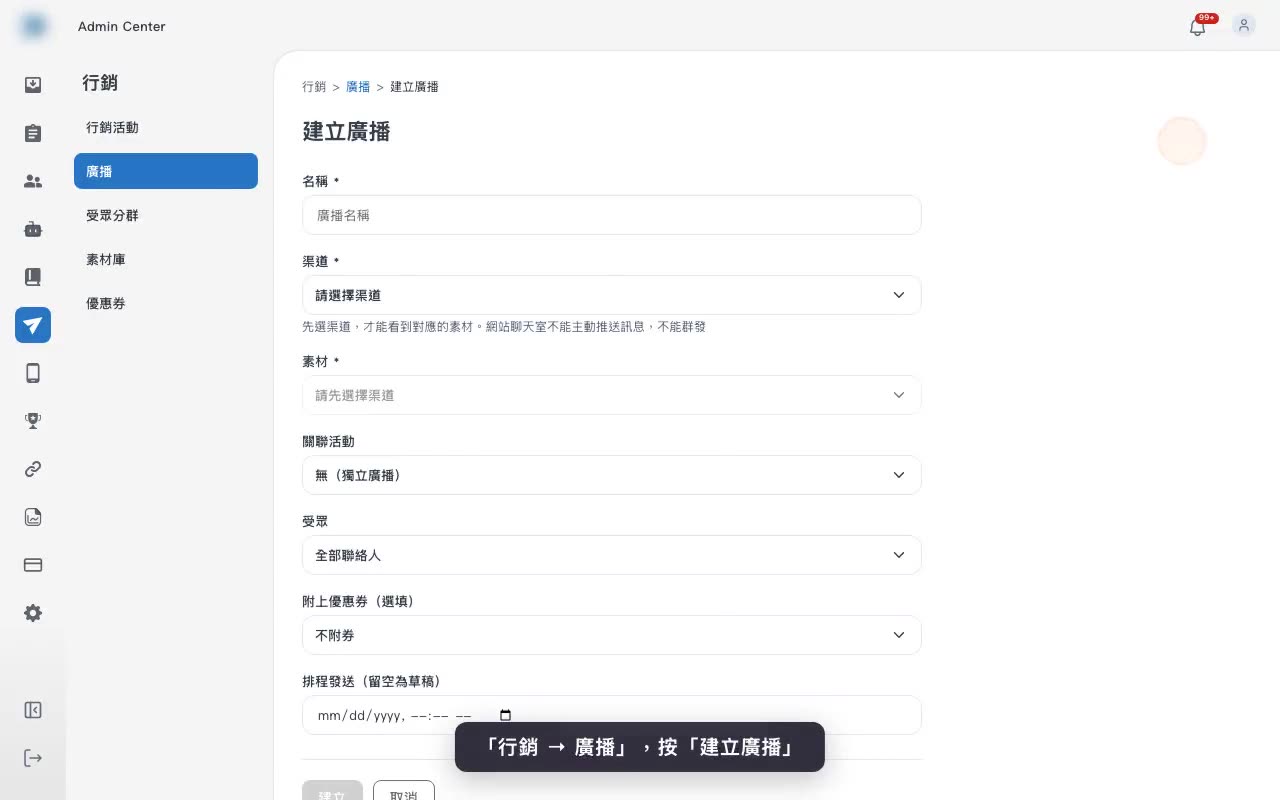 Admin Center
99+
行銷
行銷活動
廣播
受眾分群
素材庫
優惠券
行銷 > 廣播 > 建立廣播
建立廣播
名稱 *
廣播名稱
渠道 *
請選擇渠道
先選渠道，才能看到對應的素材。網站聊天室不能主動推送訊息，不能群發
素材 *
請先選擇渠道
關聯活動
無（獨立廣播）
受眾
全部聯絡人
附上優惠券（選填）
不附券
排程發送（留空為草稿）
mm/dd/yyyy, --:-- --
「行銷 → 廣播」，按「建立廣播」
建立
取消